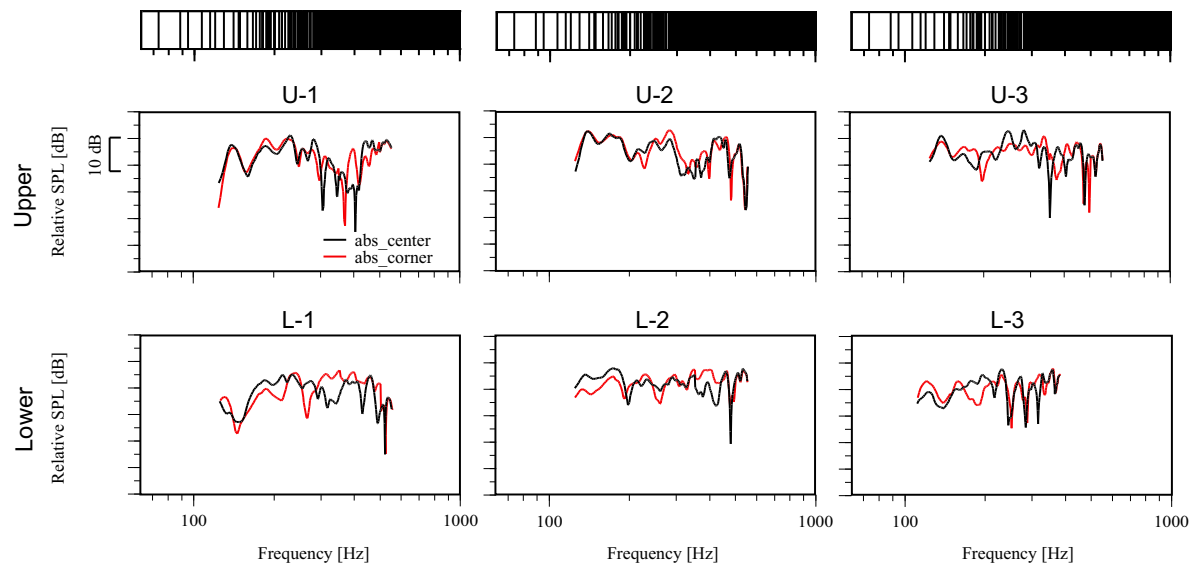 U-1
U-2
U-3
Upper
Relative SPL [dB]
10 dB
abs_center
abs_corner
L-1
L-2
L-3
Lower
Relative SPL [dB]
100
1000
100
1000
100
1000
Frequency [Hz]
Frequency [Hz]
Frequency [Hz]